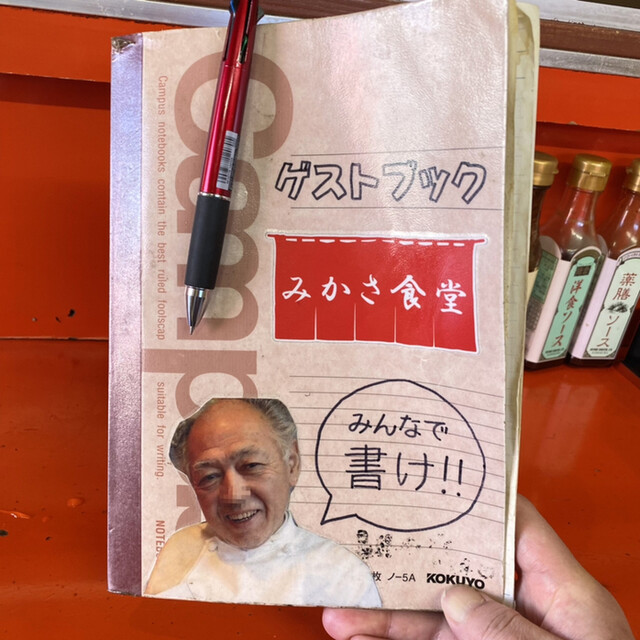 Campus
Campus notebooks contain the best ruled foolscap suitable for writing.
ゲストブック
みかさ食堂
みんなで
書け!!
枚 ノ-5A KOKUYO
洋食ソース
薬膳
ソース